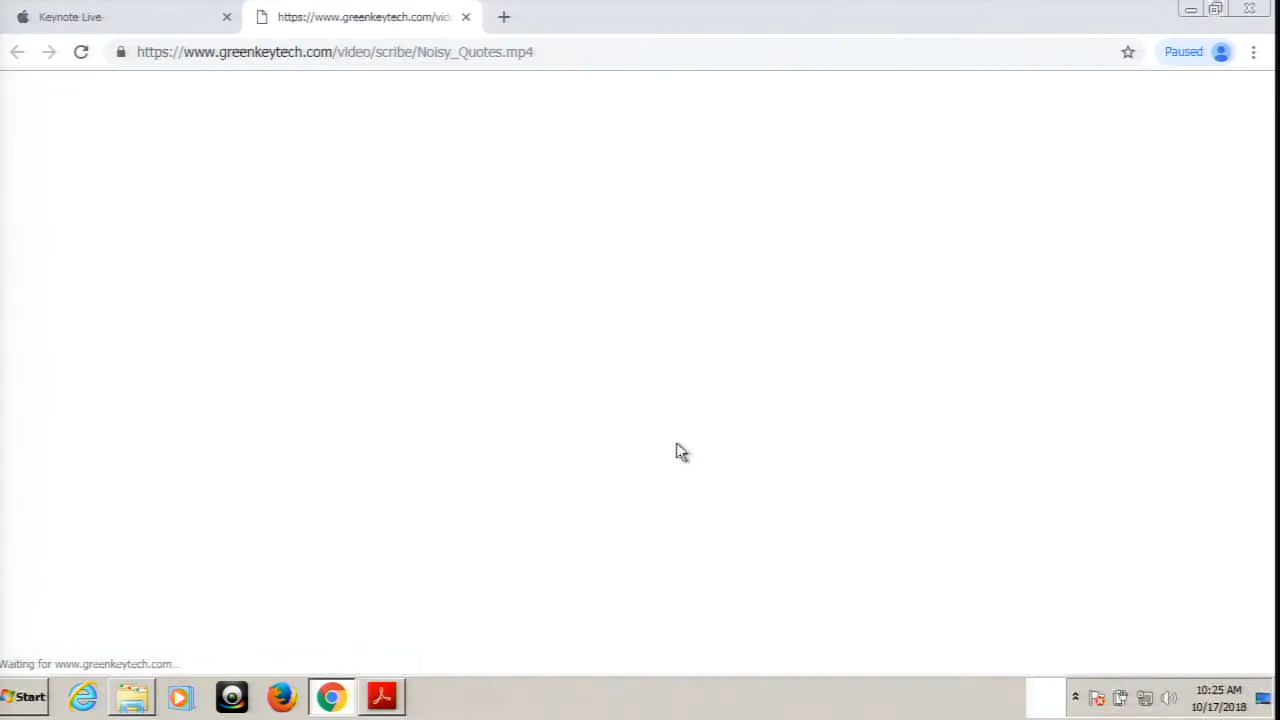 Keynote Live
https://www.greenkeytech.com/vid
https://www.greenkeytech.com/video/scribe/Noisy_Quotes.mp4
Paused
Waiting for www.greenkeytech.com...
Start
10:25 AM
10/17/2018